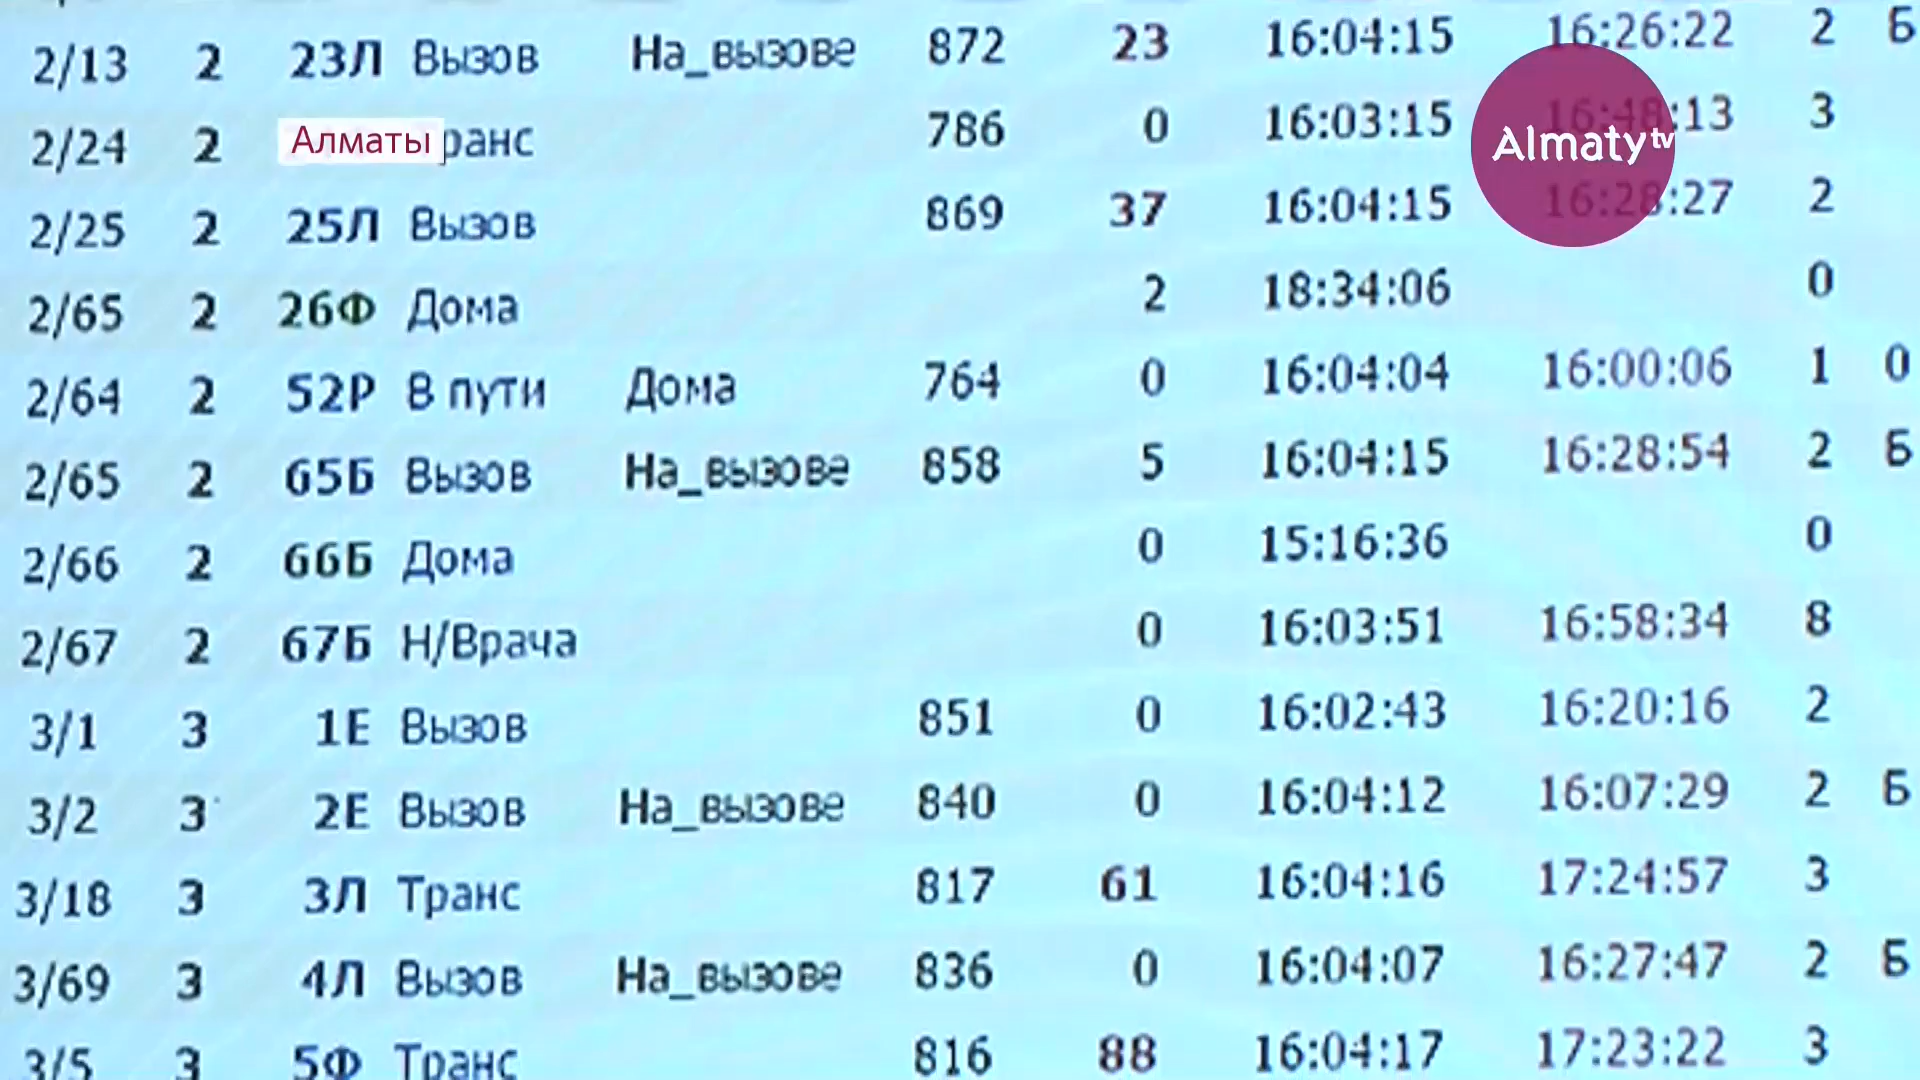 2/13 2 23Л Вызов На_вызове 872 23 16:04:15 16:26:22 2 Б
2/24 2 Алматы ранс 786 0 16:03:15 16:48:13 3
Almaty tv
2/25 2 25Л Вызов 869 37 16:04:15 16:28:27 2
2/65 2 26Ф Дома 2 18:34:06 0
2/64 2 52Р В пути Дома 764 0 16:04:04 16:00:06 1 0
2/65 2 65Б Вызов На_вызове 858 5 16:04:15 16:28:54 2 Б
2/66 2 66Б Дома 0 15:16:36 0
2/67 2 67Б Н/Врача 0 16:03:51 16:58:34 8
3/1 3 1Е Вызов 851 0 16:02:43 16:20:16 2
3/2 3 2Е Вызов На_вызове 840 0 16:04:12 16:07:29 2 Б
3/18 3 3Л Транс 817 61 16:04:16 17:24:57 3
3/69 3 4Л Вызов На_вызове 836 0 16:04:07 16:27:47 2 Б
3/5 3 5Ф Транс 816 88 16:04:17 17:23:22 3